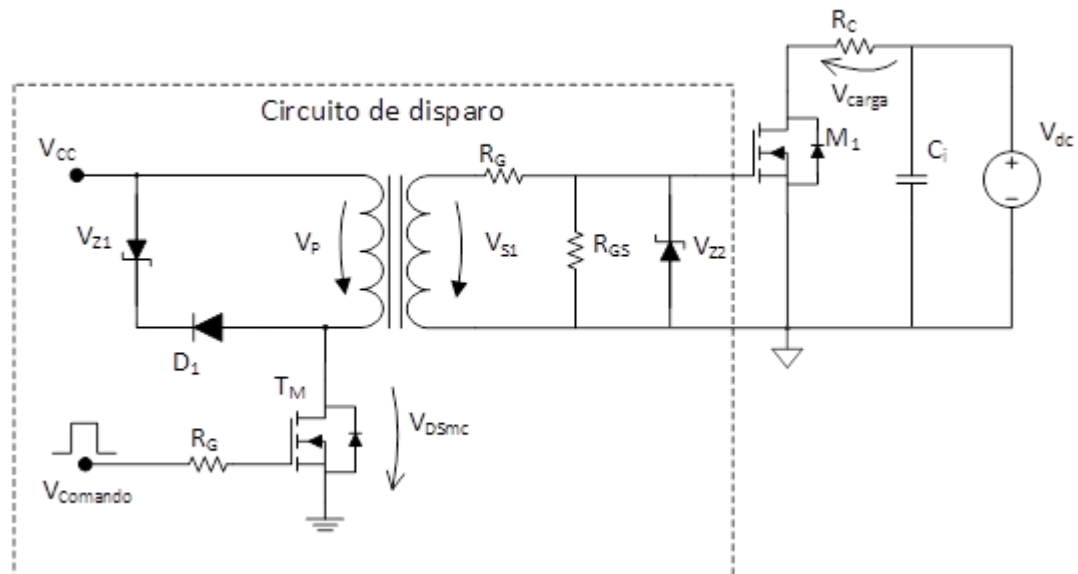 R_C
V_carga
Circuito de disparo
V_CC
R_G
M_1
C_i
V_dc
+
−
V_Z1
V_P
V_S1
R_GS
V_Z2
D_1
T_M
V_DSmc
R_G
V_Comando